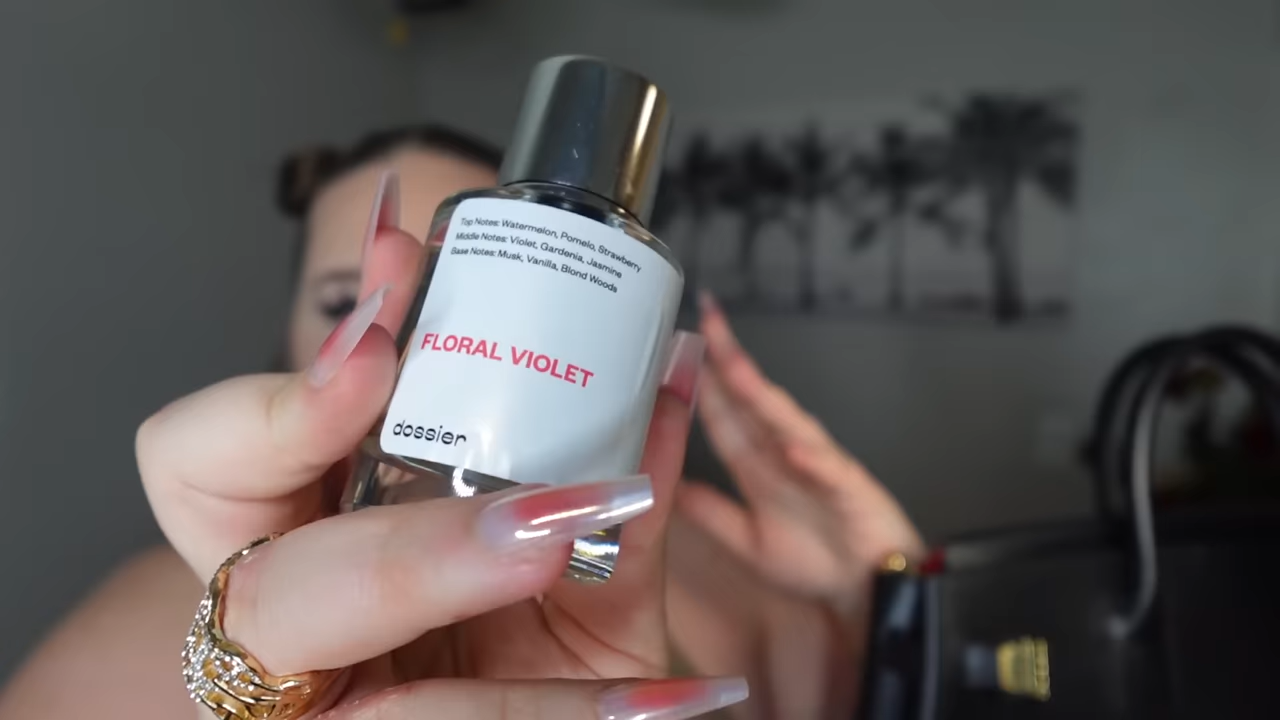 Top Notes: Watermelon, Pomelo, Strawberry
Middle Notes: Violet, Gardenia, Jasmine
Base Notes: Musk, Vanilla, Blond Woods
FLORAL VIOLET
dossier